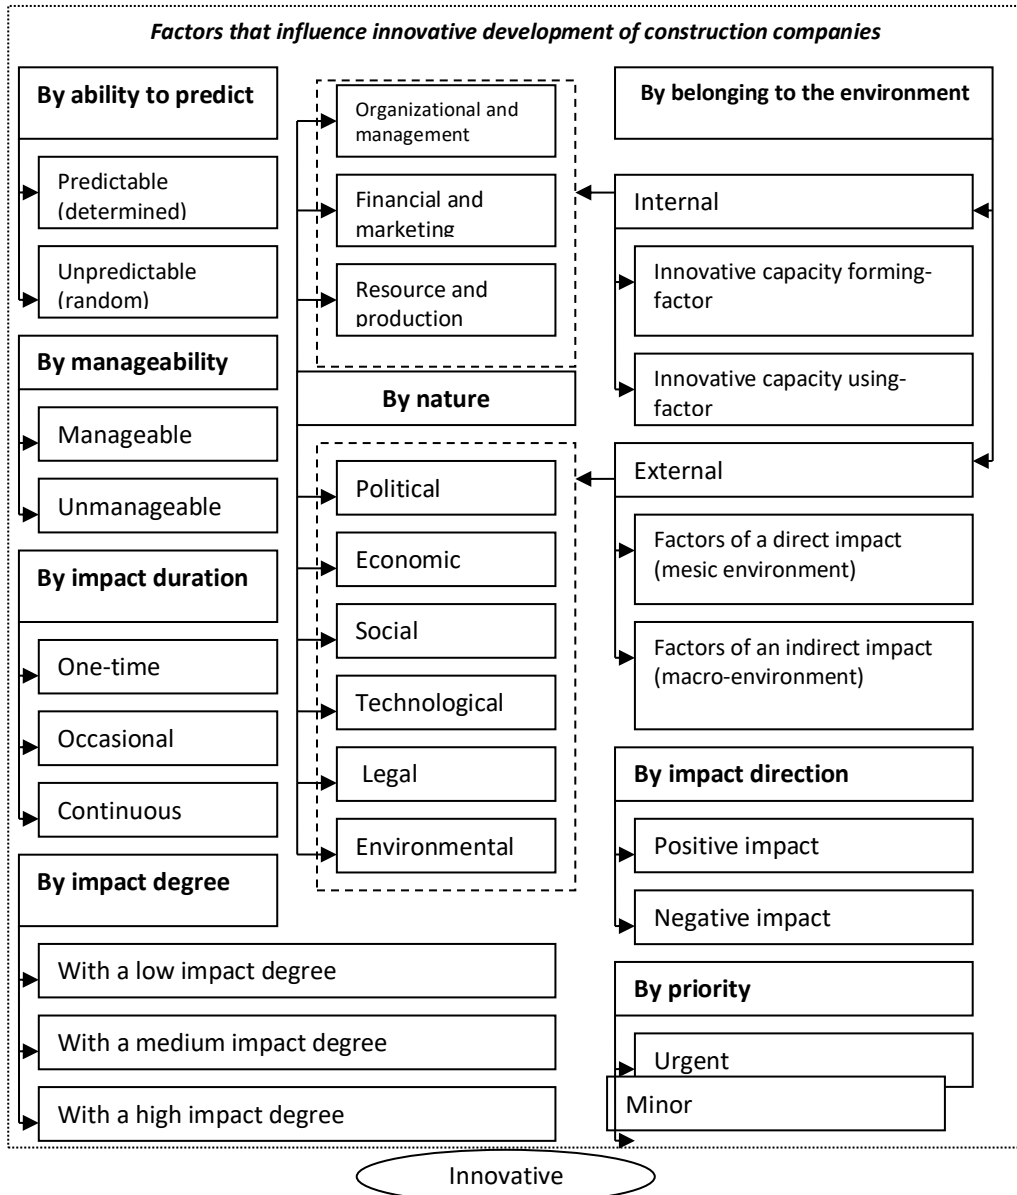 Factors that influence innovative development of construction companies
By ability to predict
Predictable
(determined)
Unpredictable
(random)
By manageability
Manageable
Unmanageable
By impact duration
One-time
Occasional
Continuous
By impact degree
With a low impact degree
With a medium impact degree
With a high impact degree
Organizational and
management
Financial and
marketing
Resource and
production
By nature
Political
Economic
Social
Technological
Legal
Environmental
By belonging to the environment
Internal
Innovative capacity forming-
factor
Innovative capacity using-
factor
External
Factors of a direct impact
(mesic environment)
Factors of an indirect impact
(macro-environment)
By impact direction
Positive impact
Negative impact
By priority
Urgent
Minor
Innovative